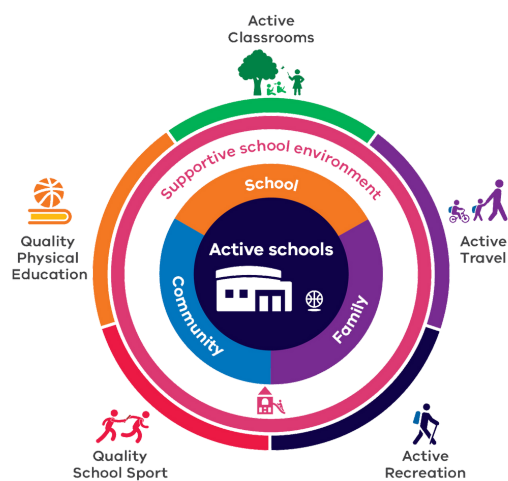 Active
Classrooms
Supportive school environment
School
Quality
Physical
Education
Active schools
Active
Travel
Community
Family
Quality
School Sport
Active
Recreation